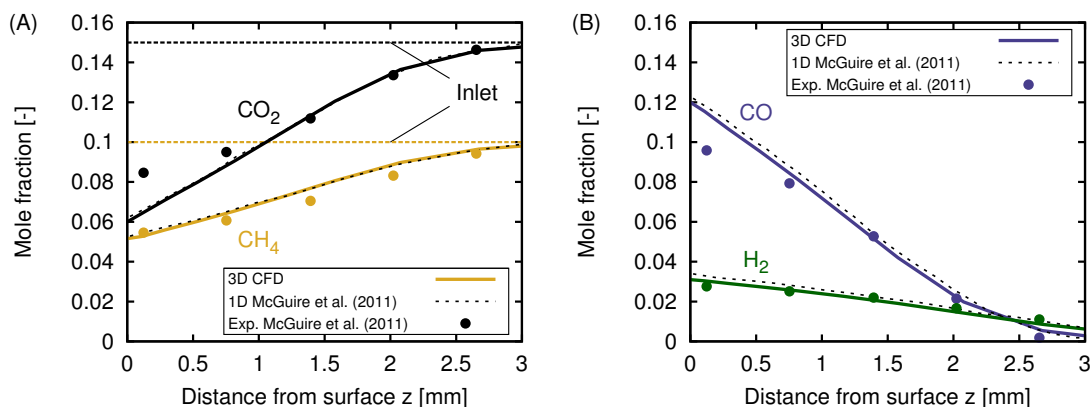 (A)
0.16
0.14
0.12
0.1
0.08
0.06
0.04
0.02
0
Mole fraction [-]
CO2
Inlet
CH4
3D CFD
1D McGuire et al. (2011)
Exp. McGuire et al. (2011)
0 0.5 1 1.5 2 2.5 3
Distance from surface z [mm]
(B)
0.16
0.14
0.12
0.1
0.08
0.06
0.04
0.02
0
Mole fraction [-]
3D CFD
1D McGuire et al. (2011)
Exp. McGuire et al. (2011)
CO
H2
0 0.5 1 1.5 2 2.5 3
Distance from surface z [mm]